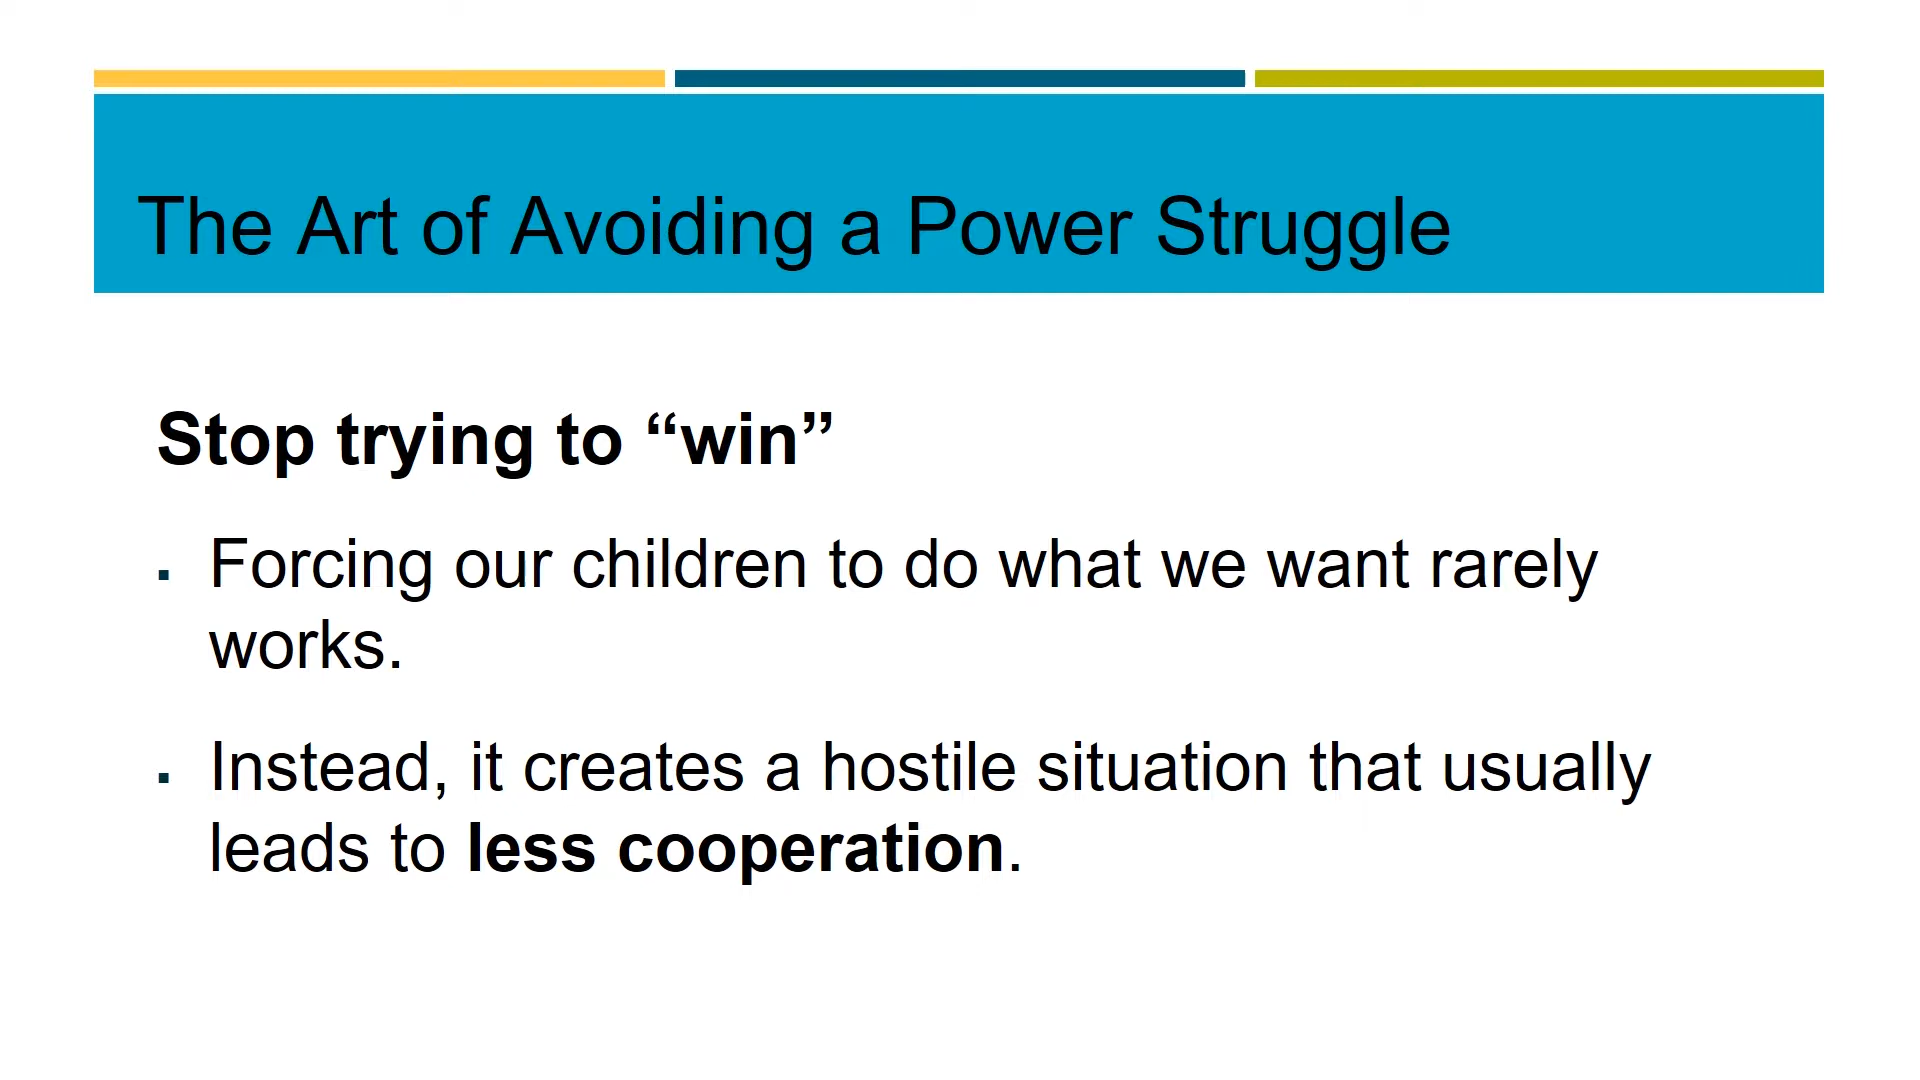 The Art of Avoiding a Power Struggle
Stop trying to “win”
▪ Forcing our children to do what we want rarely
works.
▪ Instead, it creates a hostile situation that usually
leads to less cooperation.